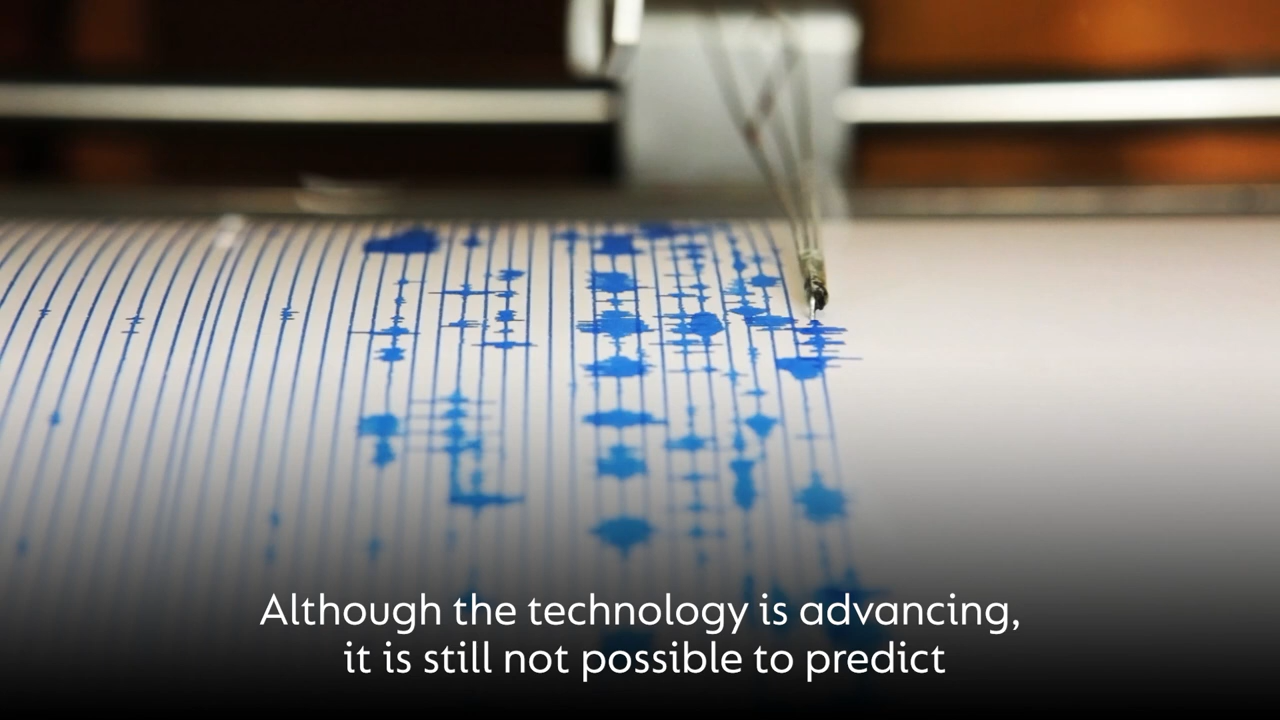 Although the technology is advancing,
it is still not possible to predict